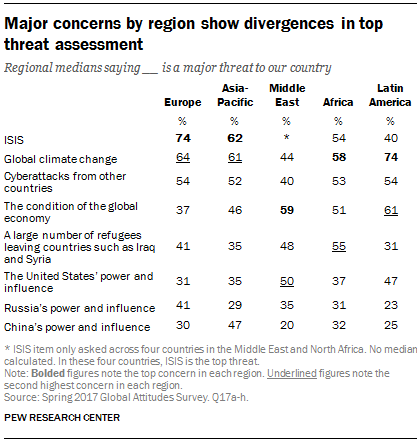 Major concerns by region show divergences in top
threat assessment
Regional medians saying __ is a major threat to our country
Europe Asia-Pacific Middle East Africa Latin America
% % % % %
ISIS 74 62 * 54 40
Global climate change 64 61 44 58 74
Cyberattacks from other
countries 54 52 40 53 54
The condition of the global
economy 37 46 59 51 61
A large number of refugees
leaving countries such as Iraq
and Syria 41 35 48 55 31
The United States' power and
influence 31 35 50 37 47
Russia's power and influence 41 29 35 31 23
China's power and influence 30 47 20 32 25
* ISIS item only asked across four countries in the Middle East and North Africa. No median
calculated. In these four countries, ISIS is the top threat.
Note: Bolded figures note the top concern in each region. Underlined figures note the
second highest concern in each region.
Source: Spring 2017 Global Attitudes Survey. Q17a-h.
PEW RESEARCH CENTER